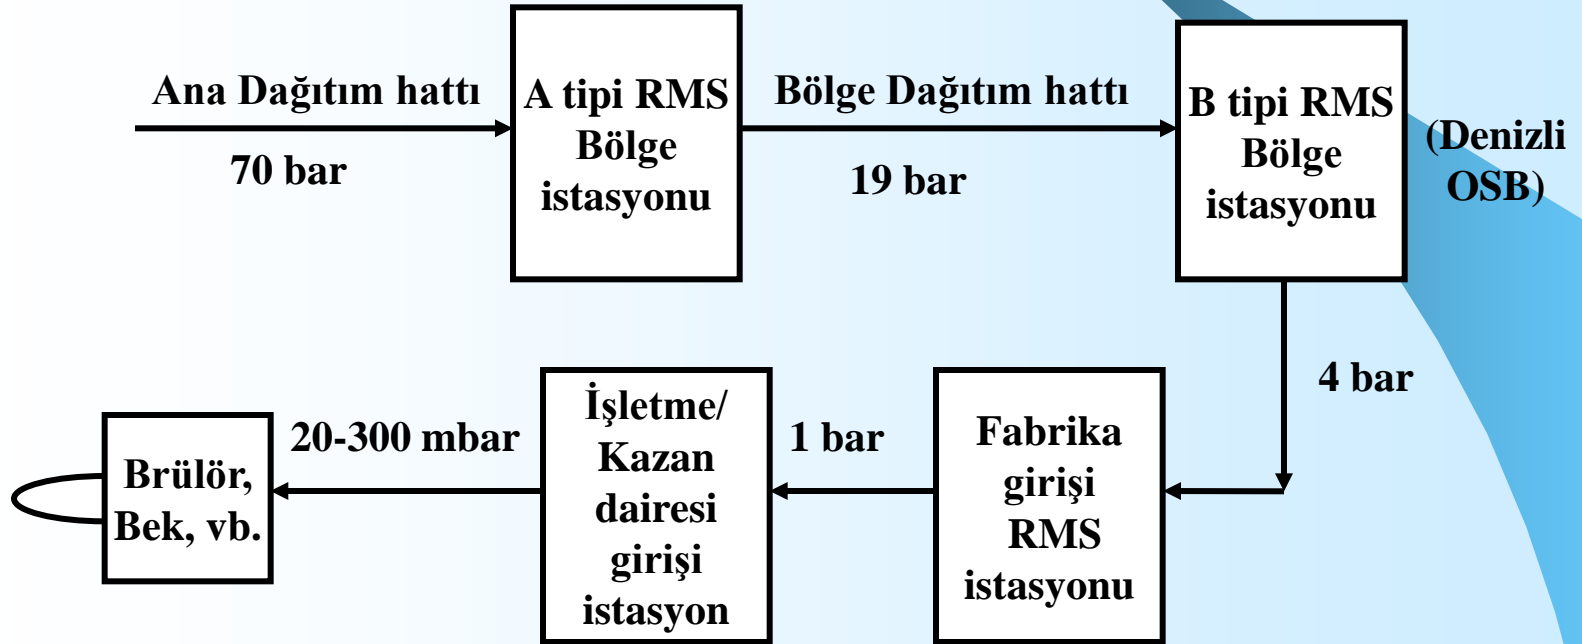 Ana Dağıtım hattı
70 bar
A tipi RMS
Bölge
istasyonu
Bölge Dağıtım hattı
19 bar
B tipi RMS
Bölge
istasyonu
(Denizli
OSB)
4 bar
Fabrika
girişi
RMS
istasyonu
1 bar
İşletme/
Kazan
dairesi
girişi
istasyon
20-300 mbar
Brülör,
Bek, vb.